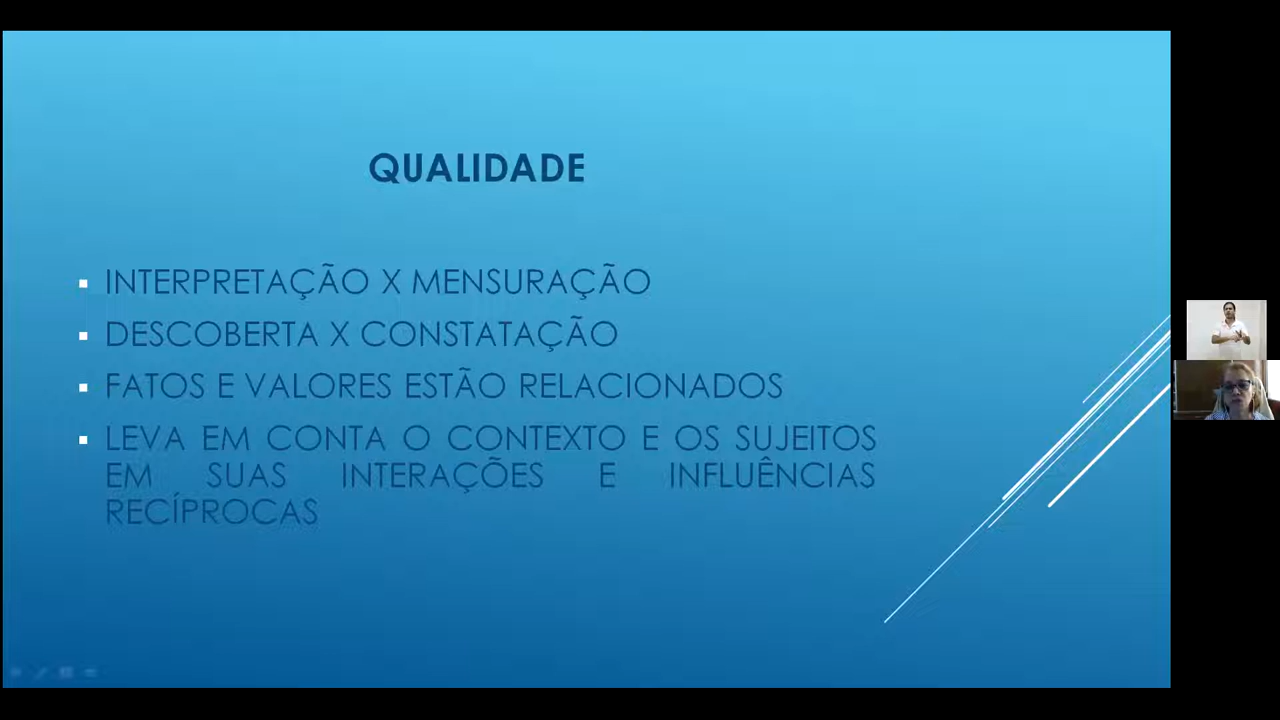 QUALIDADE
INTERPRETAÇÃO X MENSURAÇÃO
DESCOBERTA X CONSTATAÇÃO
FATOS E VALORES ESTÃO RELACIONADOS
LEVA EM CONTA O CONTEXTO E OS SUJEITOS
EM SUAS INTERAÇÕES E INFLUÊNCIAS
RECÍPROCAS